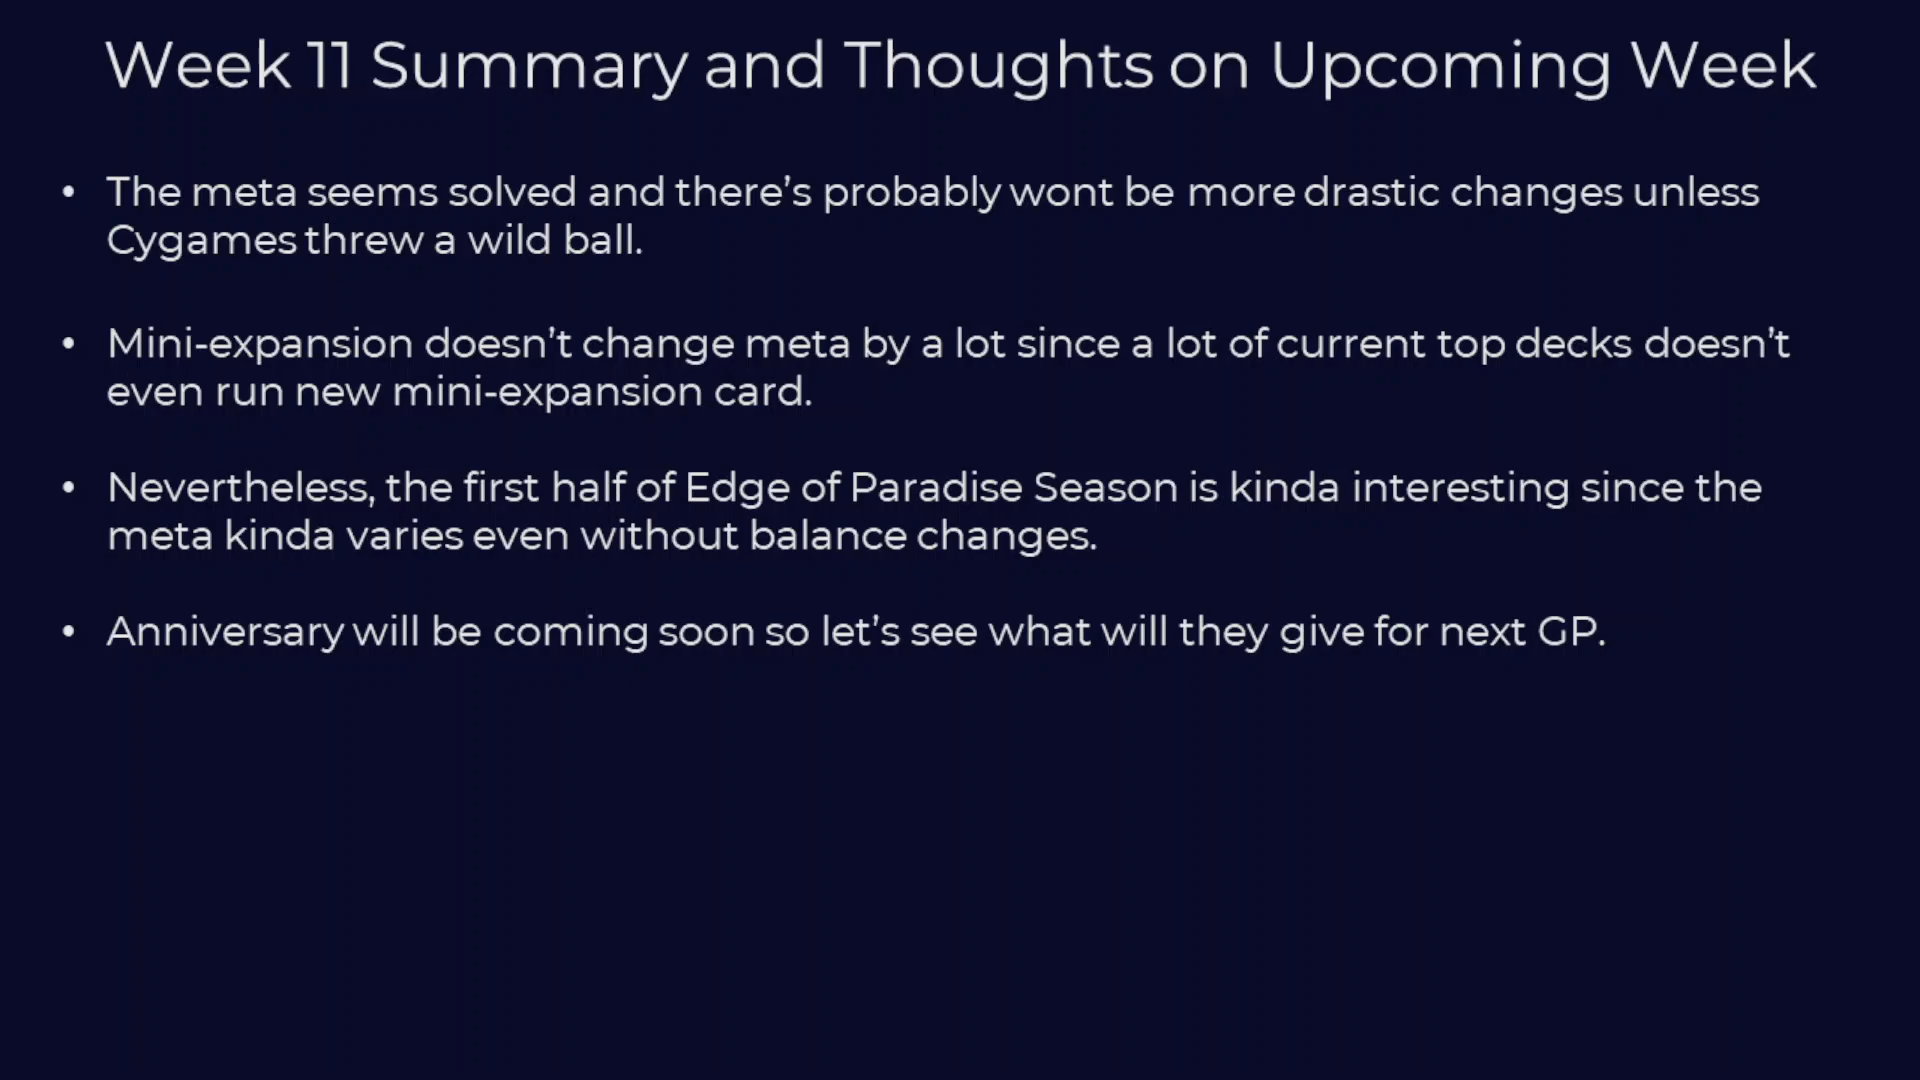 Week 11 Summary and Thoughts on Upcoming Week
• The meta seems solved and there's probably wont be more drastic changes unless
Cygames threw a wild ball.
• Mini-expansion doesn't change meta by a lot since a lot of current top decks doesn't
even run new mini-expansion card.
• Nevertheless, the first half of Edge of Paradise Season is kinda interesting since the
meta kinda varies even without balance changes.
• Anniversary will be coming soon so let's see what will they give for next GP.